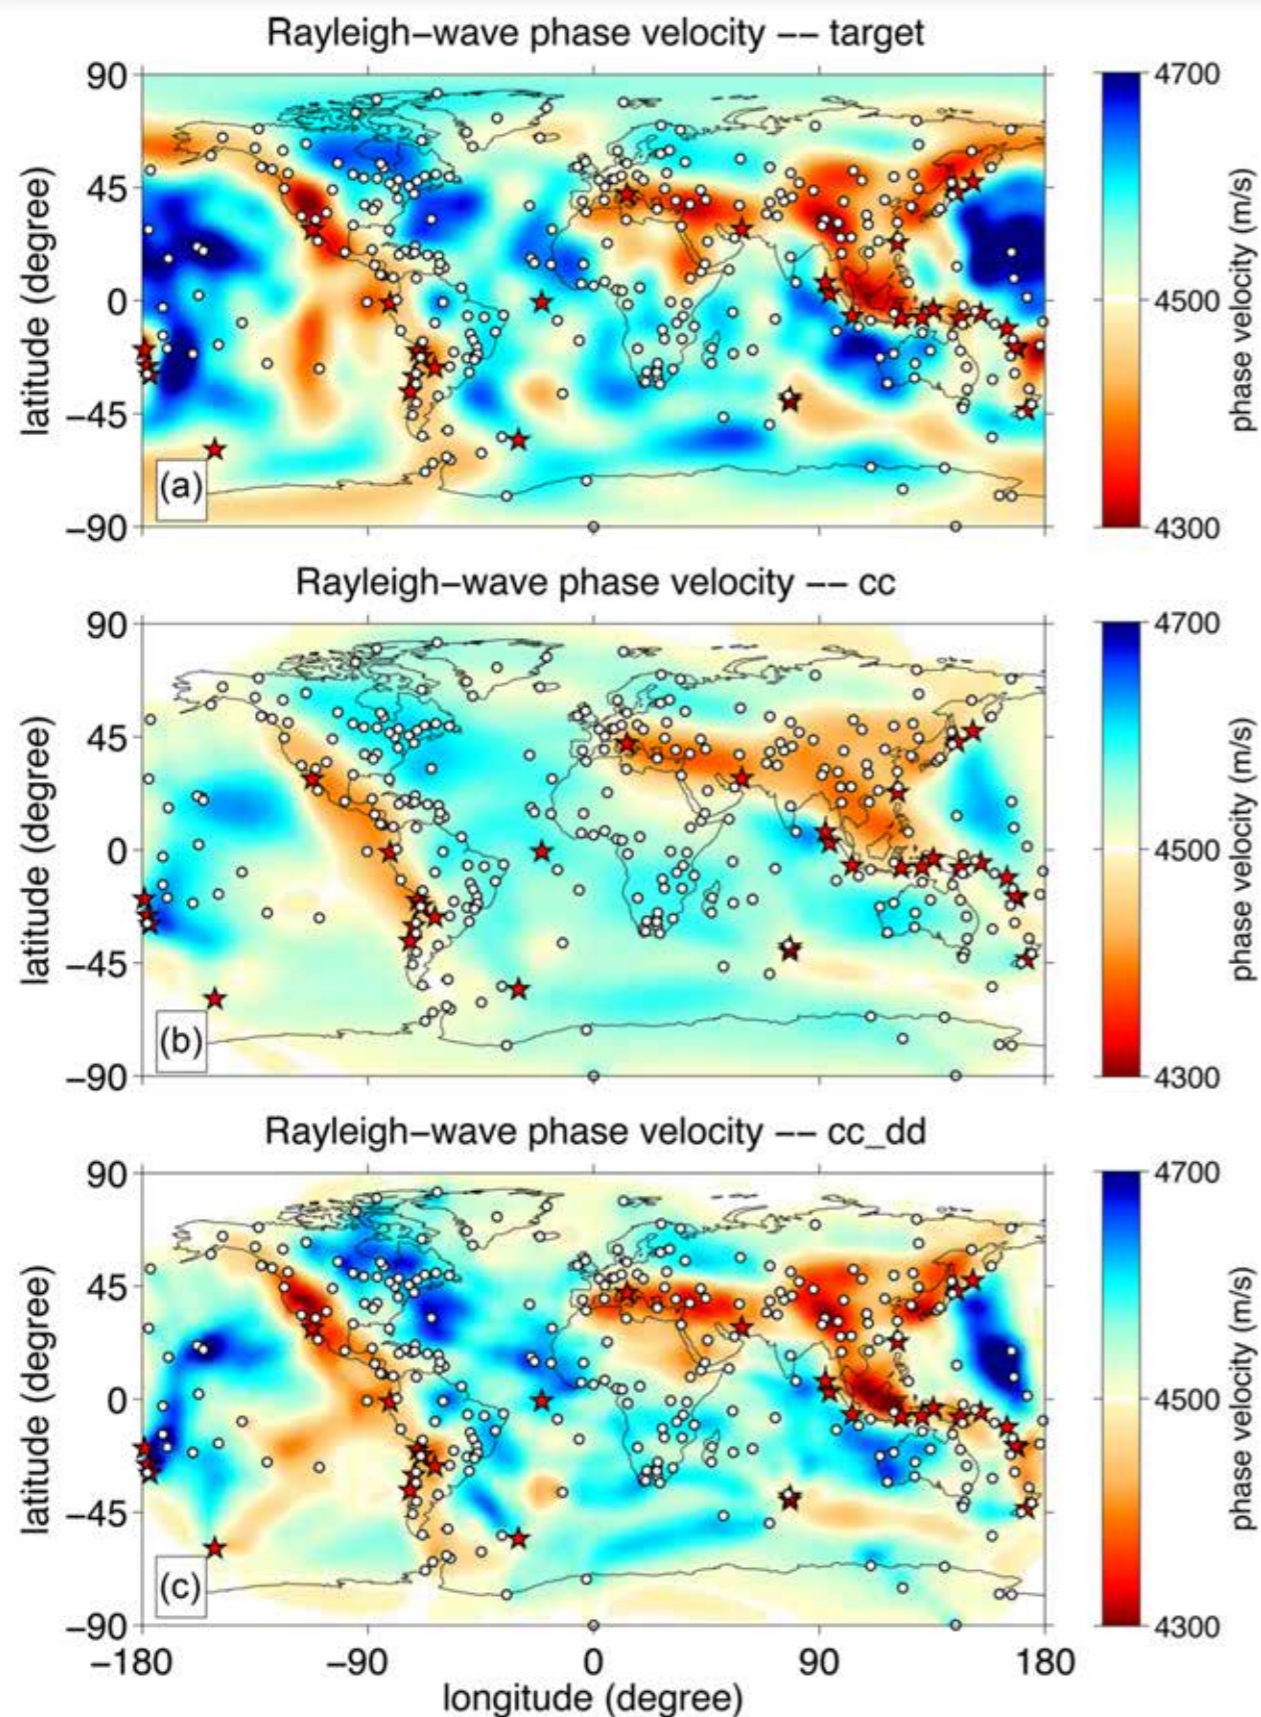 Rayleigh–wave phase velocity –– target
90
45
0
–45
–90
latitude (degree)
(a)
4700
4500
4300
phase velocity (m/s)
Rayleigh–wave phase velocity –– cc
90
45
0
–45
–90
latitude (degree)
(b)
4700
4500
4300
phase velocity (m/s)
Rayleigh–wave phase velocity –– cc_dd
90
45
0
–45
–90
latitude (degree)
(c)
4700
4500
4300
phase velocity (m/s)
–180 –90 0 90 180
longitude (degree)